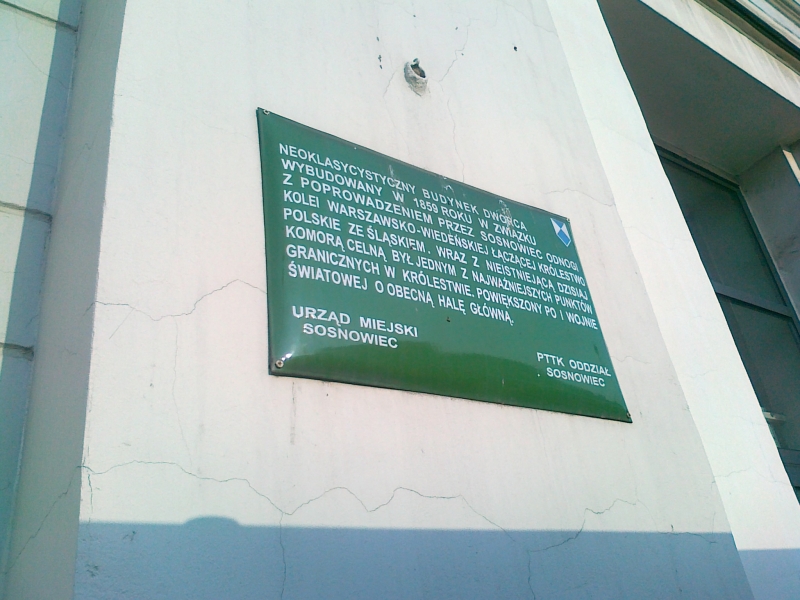 NEOKLASYCYSTYCZNY BUDYNEK DWORCA
WYBUDOWANY W 1859 ROKU W ZWIĄZKU
Z POPROWADZENIEM PRZEZ SOSNOWIEC ODNOGI
KOLEI WARSZAWSKO-WIEDEŃSKIEJ ŁĄCZĄCEJ KRÓLESTWO
POLSKIE ZE ŚLĄSKIEM. WRAZ Z NIEISTNIEJĄCĄ DZISIAJ
KOMORĄ CELNĄ BYŁ JEDNYM Z NAJWAŻNIEJSZYCH PUNKTÓW
GRANICZNYCH W KRÓLESTWIE. POWIĘKSZONY PO I WOJNIE
ŚWIATOWEJ O OBECNĄ HALĘ GŁÓWNĄ.
URZĄD MIEJSKI
SOSNOWIEC
PTTK ODDZIAŁ
SOSNOWIEC